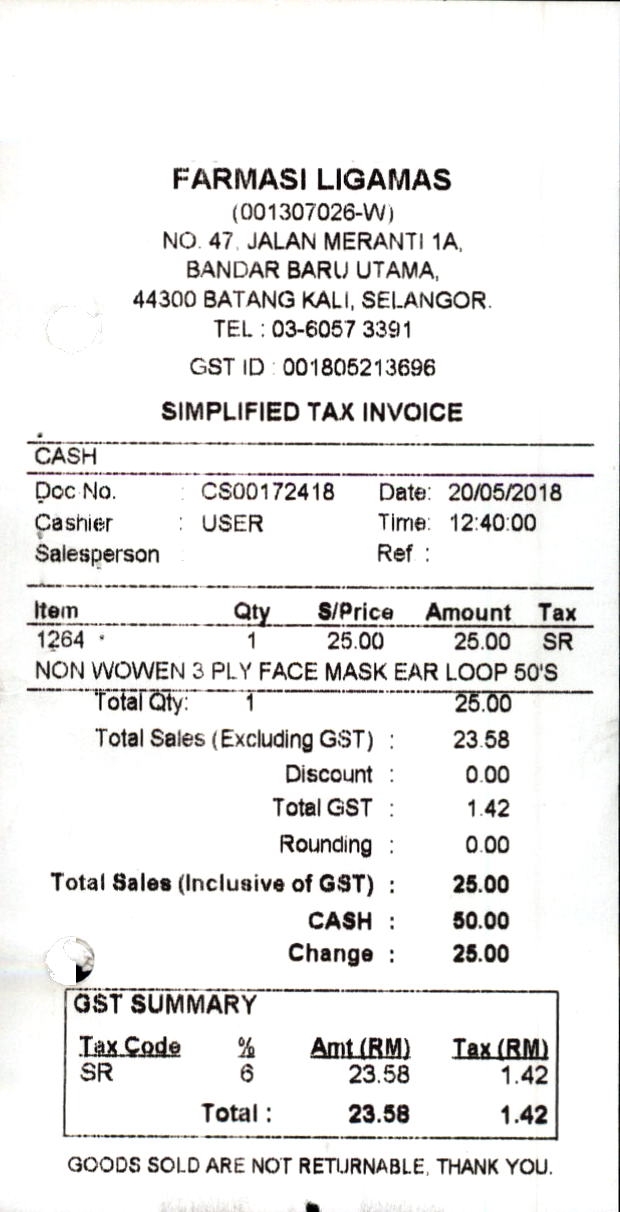 FARMASI LIGAMAS
(001307026-W)
NO. 47, JALAN MERANTI 1A,
BANDAR BARU UTAMA,
44300 BATANG KALI, SELANGOR.
TEL : 03-6057 3391
GST ID : 001805213696
SIMPLIFIED TAX INVOICE
CASH
Doc No. : CS00172418 Date: 20/05/2018
Cashier : USER Time: 12:40:00
Salesperson : Ref :
Item Qty S/Price Amount Tax
1264 1 25.00 25.00 SR
NON WOWEN 3 PLY FACE MASK EAR LOOP 50'S
Total Qty: 1 25.00
Total Sales (Excluding GST) : 23.58
Discount : 0.00
Total GST : 1.42
Rounding : 0.00
Total Sales (Inclusive of GST) : 25.00
CASH : 50.00
Change : 25.00
GST SUMMARY
Tax Code % Amt (RM) Tax (RM)
SR 6 23.58 1.42
Total : 23.58 1.42
GOODS SOLD ARE NOT RETURNABLE, THANK YOU.